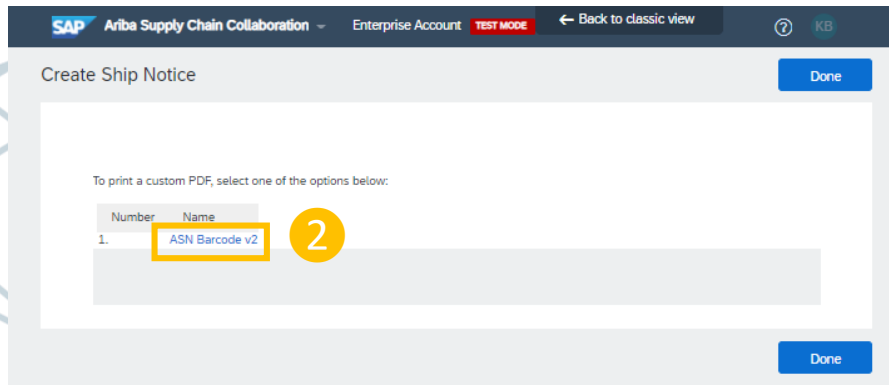 SAP Ariba Supply Chain Collaboration Enterprise Account TEST MODE ← Back to classic view ? KB
Create Ship Notice Done
To print a custom PDF, select one of the options below:
Number Name
1. ASN Barcode v2 2
Done